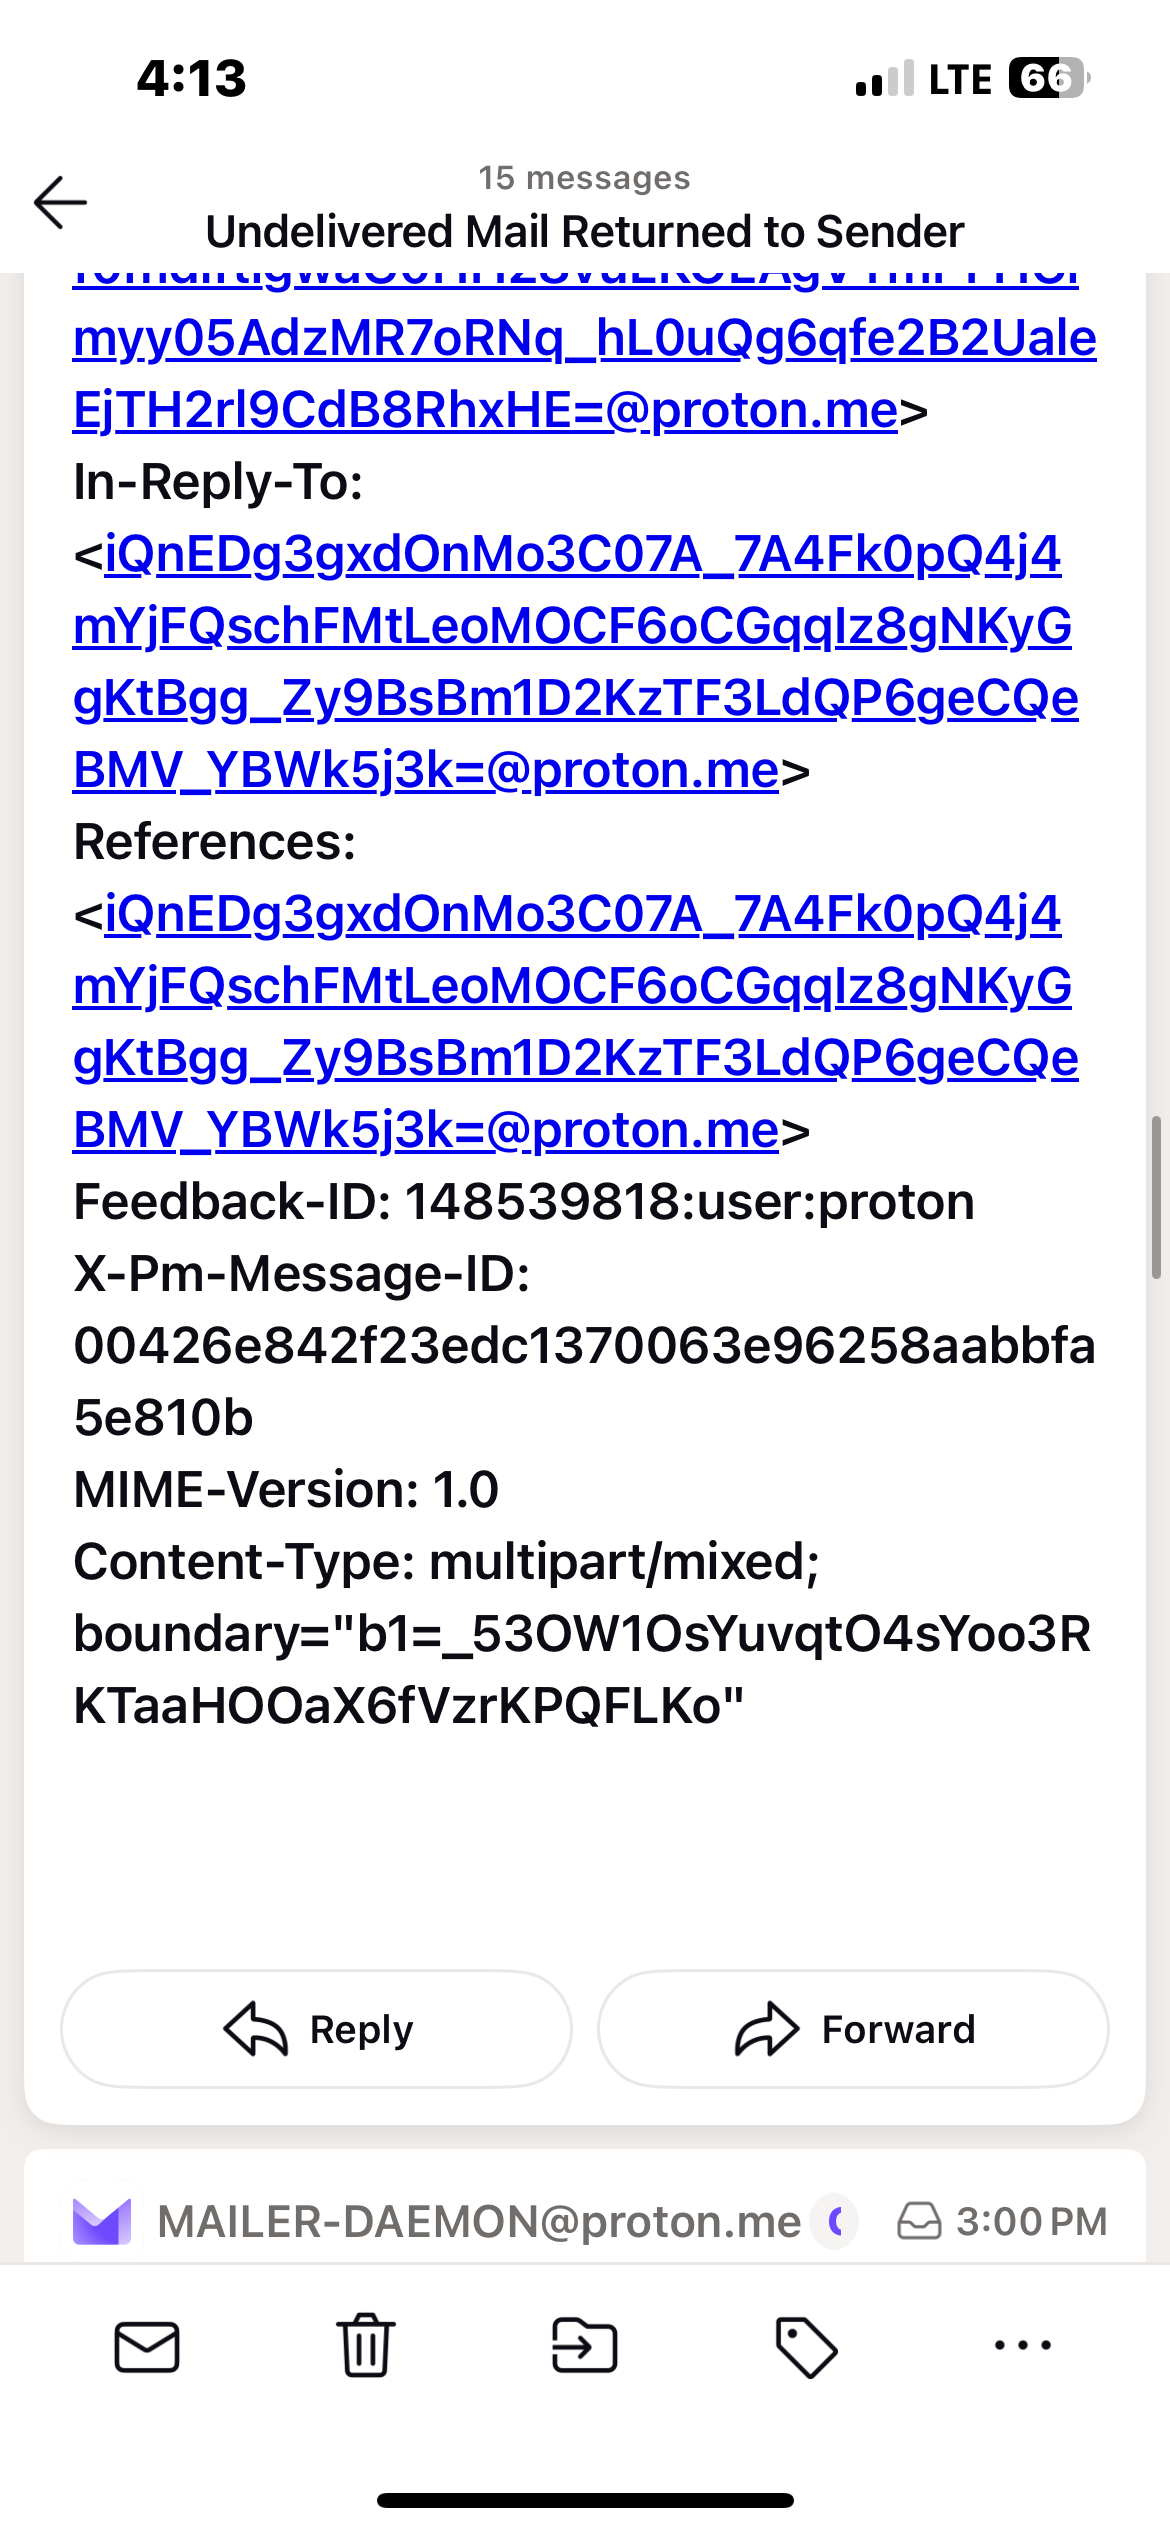 4:13
LTE 66
15 messages
Undelivered Mail Returned to Sender
myy05AdzMR7oRNq_hL0uQg6qfe2B2Uale
EjTH2rl9CdB8RhxHE=@proton.me>
In-Reply-To:
<iQnEDg3gxdOnMo3C07A_7A4Fk0pQ4j4
mYjFQschFMtLeoMOCF6oCGqqIz8gNKyG
gKtBgg_Zy9BsBm1D2KzTF3LdQP6geCQe
BMV_YBWk5j3k=@proton.me>
References:
<iQnEDg3gxdOnMo3C07A_7A4Fk0pQ4j4
mYjFQschFMtLeoMOCF6oCGqqIz8gNKyG
gKtBgg_Zy9BsBm1D2KzTF3LdQP6geCQe
BMV_YBWk5j3k=@proton.me>
Feedback-ID: 148539818:user:proton
X-Pm-Message-ID:
00426e842f23edc1370063e96258aabbfa
5e810b
MIME-Version: 1.0
Content-Type: multipart/mixed;
boundary="b1=_53OW1OsYuvqtO4sYoo3R
KTaaHOOaX6fVzrKPQFLKo"
Reply
Forward
MAILER-DAEMON@proton.me
3:00 PM